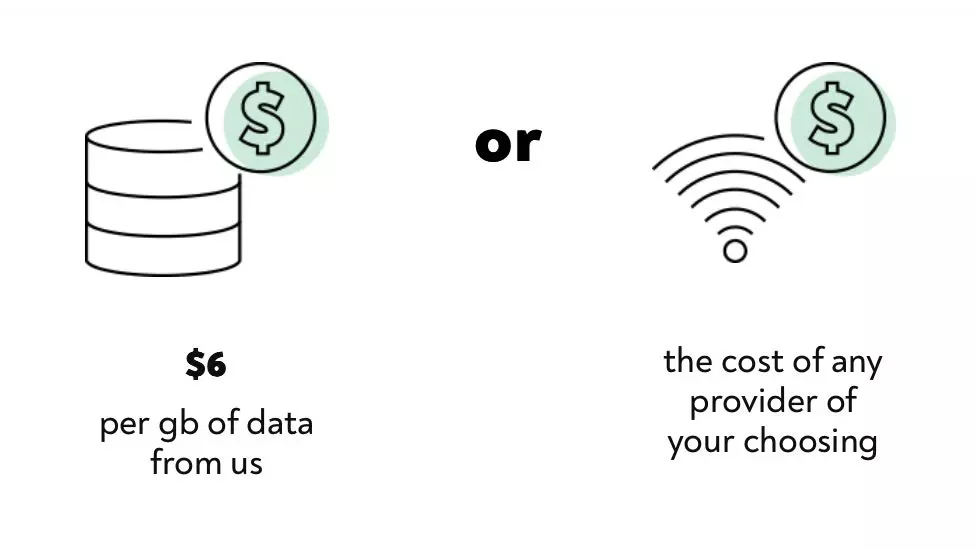 $
$
or
$6
per gb of data
from us
the cost of any
provider of
your choosing